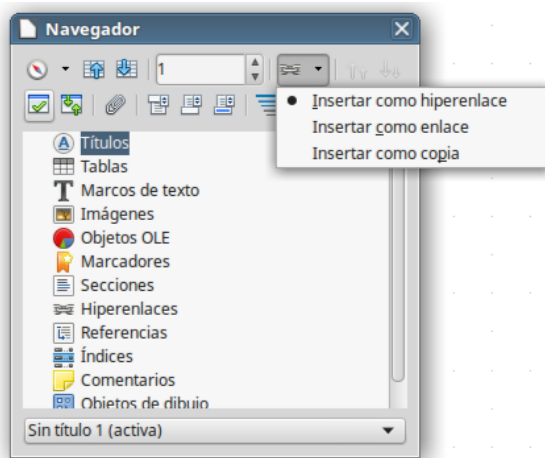 Navegador
1
Insertar como hiperenlace
Insertar como enlace
Insertar como copia
Títulos
Tablas
Marcos de texto
Imágenes
Objetos OLE
Marcadores
Secciones
Hiperenlaces
Referencias
Índices
Comentarios
Objetos de dibujo
Sin título 1 (activa)